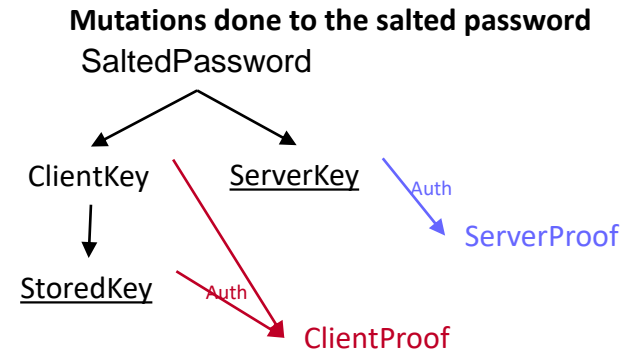 Mutations done to the salted password
SaltedPassword
ClientKey
ServerKey
Auth
ServerProof
StoredKey
Auth
ClientProof